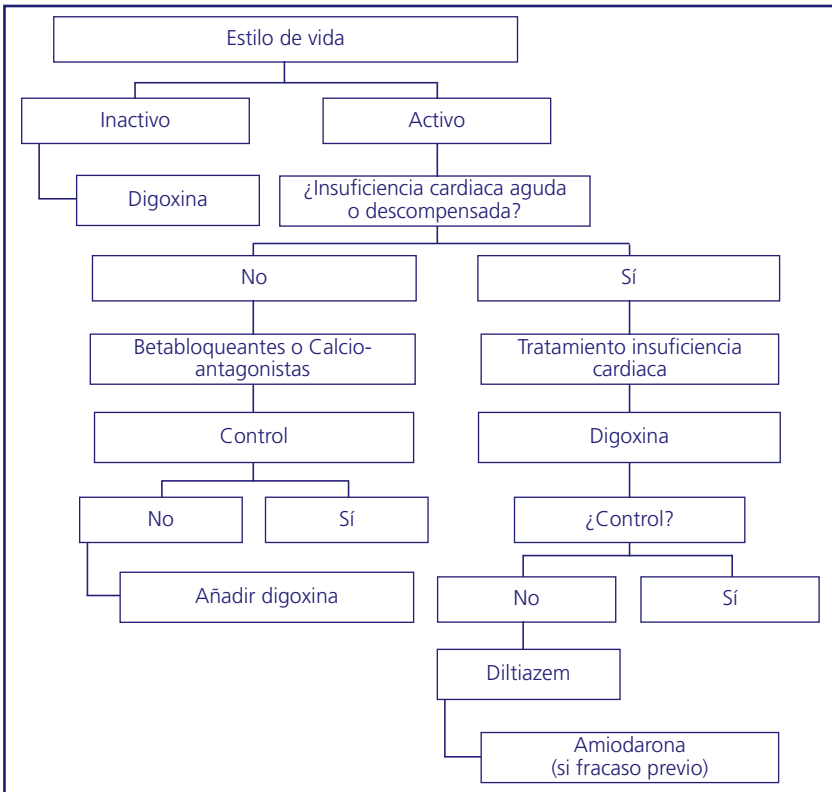 Estilo de vida
Inactivo
Activo
Digoxina
¿Insuficiencia cardiaca aguda
o descompensada?
No
Sí
Betabloqueantes o Calcio-
antagonistas
Tratamiento insuficiencia
cardiaca
Control
Digoxina
No
Sí
¿Control?
Añadir digoxina
No
Sí
Diltiazem
Amiodarona
(si fracaso previo)